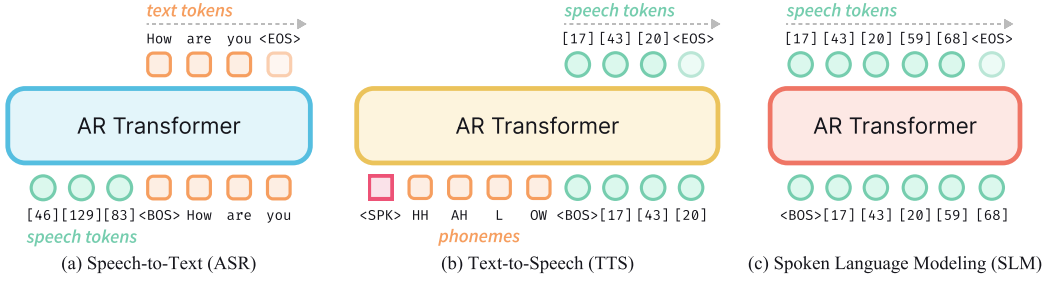 text tokens
How are you <EOS>
AR Transformer
[46][129][83]<BOS> How are you
speech tokens
(a) Speech-to-Text (ASR)
speech tokens
[17] [43] [20]<EOS>
AR Transformer
<SPK> HH AH L OW <BOS>[17] [43] [20]
phonemes
(b) Text-to-Speech (TTS)
speech tokens
[17] [43] [20] [59] [68] <EOS>
AR Transformer
<BOS>[17] [43] [20] [59] [68]
(c) Spoken Language Modeling (SLM)